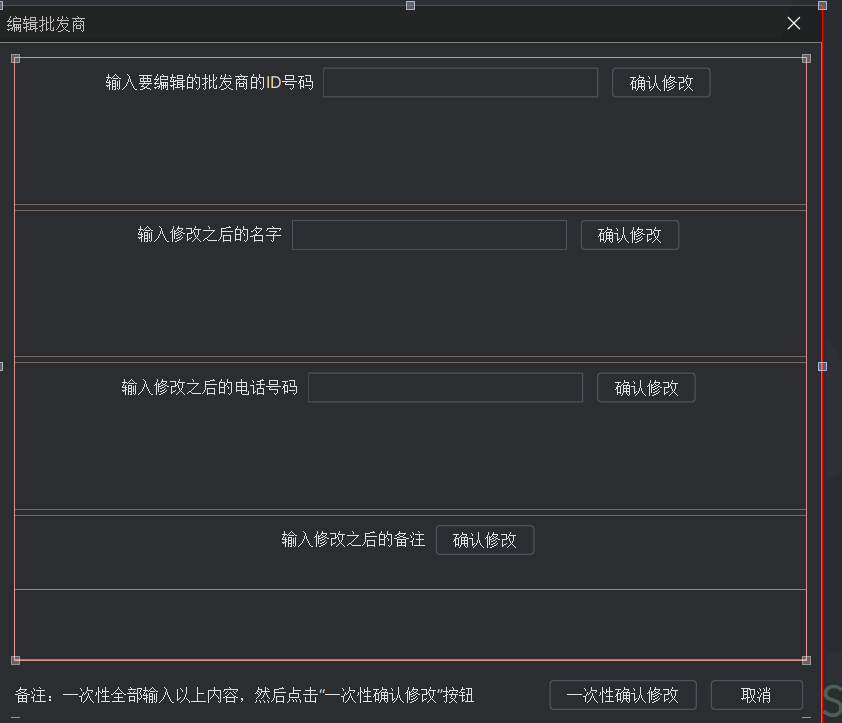 编辑批发商
输入要编辑的批发商的ID号码 确认修改
输入修改之后的名字 确认修改
输入修改之后的电话号码 确认修改
输入修改之后的备注 确认修改
备注：一次性全部输入以上内容，然后点击“一次性确认修改”按钮 一次性确认修改 取消
S